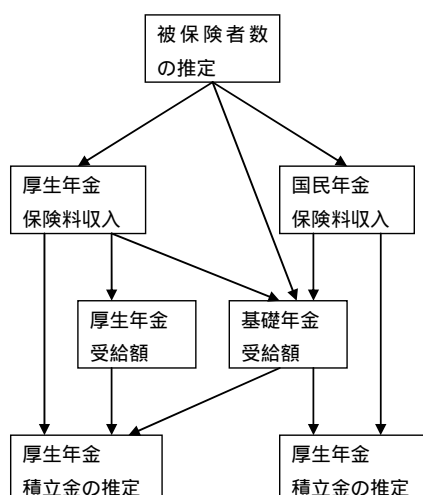 被保険者数
の推定
厚生年金
保険料収入
国民年金
保険料収入
厚生年金
受給額
基礎年金
受給額
厚生年金
積立金の推定
厚生年金
積立金の推定